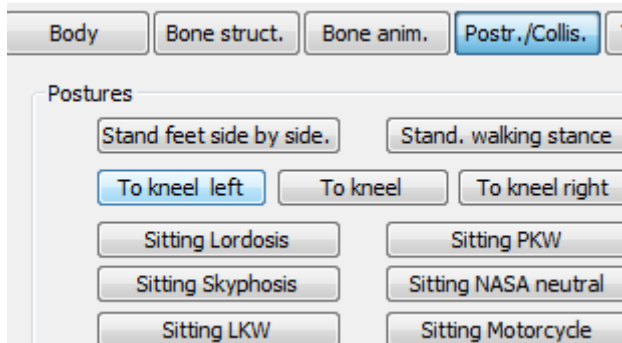 Body Bone struct. Bone anim. Postr./Collis.
Postures
Stand feet side by side. Stand. walking stance
To kneel left To kneel To kneel right
Sitting Lordosis Sitting PKW
Sitting Skyphosis Sitting NASA neutral
Sitting LKW Sitting Motorcycle